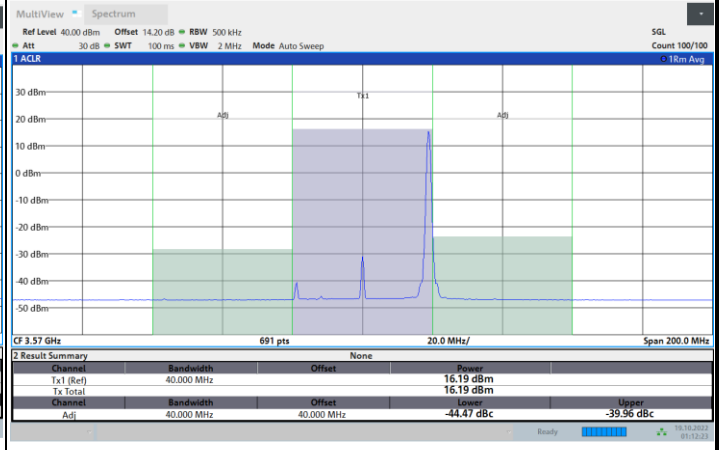 MultiView Spectrum
Ref Level 40.00 dBm Offset 14.20 dB RBW 500 kHz SGL
Att 30 dB SWT 100 ms VBW 2 MHz Mode Auto Sweep Count 100/100
1 ACLR 1Rm Avg
30 dBm
Tx1
20 dBm
Adj Adj
10 dBm
0 dBm
-10 dBm
-20 dBm
-30 dBm
-40 dBm
-50 dBm
CF 3.57 GHz 691 pts 20.0 MHz/ Span 200.0 MHz
2 Result Summary None
Channel Bandwidth Offset Power
Tx1 (Ref) 40.000 MHz 16.19 dBm
Tx Total 16.19 dBm
Channel Bandwidth Offset Lower Upper
Adj 40.000 MHz 40.000 MHz -44.47 dBc -39.96 dBc
Ready 19.10.2022
01:12:23